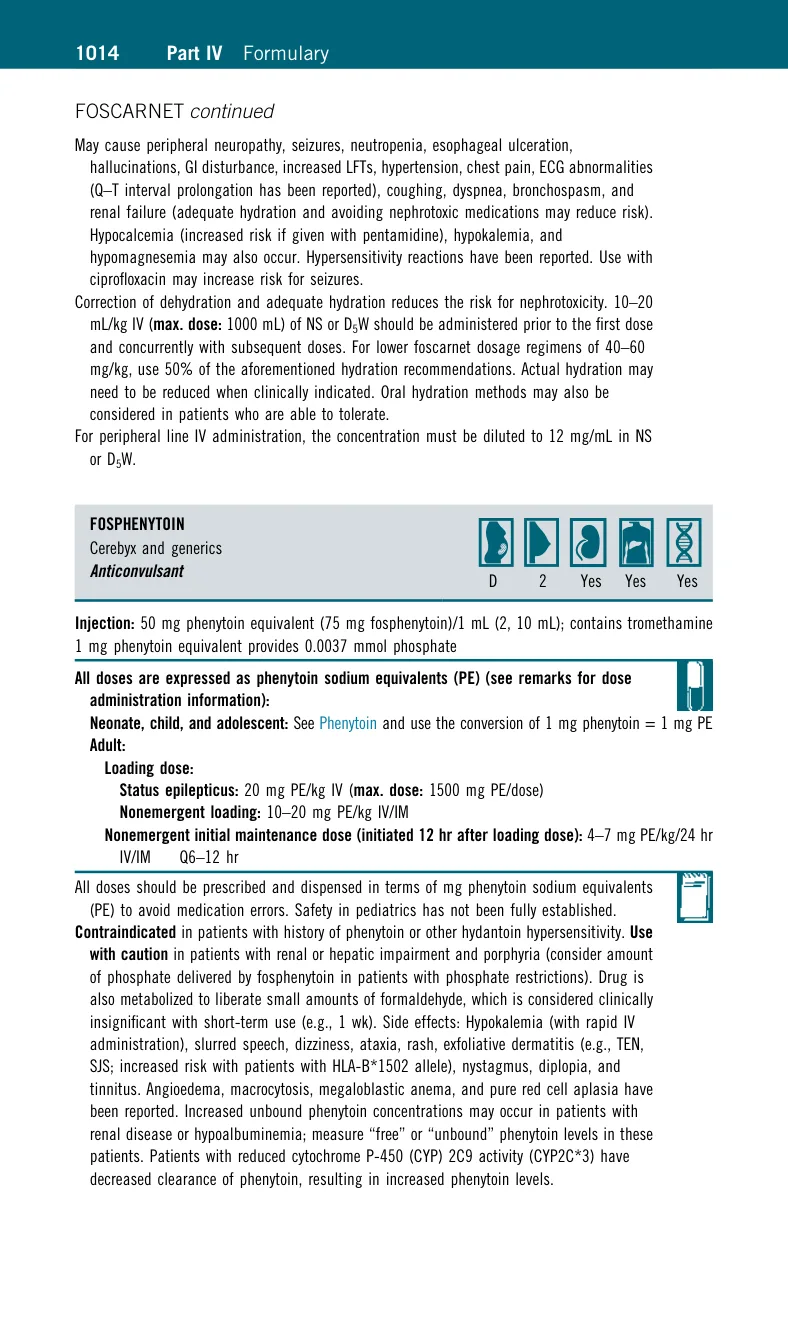 1014 Part IV Formulary
FOSCARNET continued
May cause peripheral neuropathy, seizures, neutropenia, esophageal ulceration,
hallucinations, GI disturbance, increased LFTs, hypertension, chest pain, ECG abnormalities
(Q–T interval prolongation has been reported), coughing, dyspnea, bronchospasm, and
renal failure (adequate hydration and avoiding nephrotoxic medications may reduce risk).
Hypocalcemia (increased risk if given with pentamidine), hypokalemia, and
hypomagnesemia may also occur. Hypersensitivity reactions have been reported. Use with
ciprofloxacin may increase risk for seizures.
Correction of dehydration and adequate hydration reduces the risk for nephrotoxicity. 10–20
mL/kg IV (max. dose: 1000 mL) of NS or D5W should be administered prior to the first dose
and concurrently with subsequent doses. For lower foscarnet dosage regimens of 40–60
mg/kg, use 50% of the aforementioned hydration recommendations. Actual hydration may
need to be reduced when clinically indicated. Oral hydration methods may also be
considered in patients who are able to tolerate.
For peripheral line IV administration, the concentration must be diluted to 12 mg/mL in NS
or D5W.
FOSPHENYTOIN
Cerebyx and generics
Anticonvulsant
D 2 Yes Yes Yes
Injection: 50 mg phenytoin equivalent (75 mg fosphenytoin)/1 mL (2, 10 mL); contains tromethamine
1 mg phenytoin equivalent provides 0.0037 mmol phosphate
All doses are expressed as phenytoin sodium equivalents (PE) (see remarks for dose
administration information):
Neonate, child, and adolescent: See Phenytoin and use the conversion of 1 mg phenytoin = 1 mg PE
Adult:
Loading dose:
Status epilepticus: 20 mg PE/kg IV (max. dose: 1500 mg PE/dose)
Nonemergent loading: 10–20 mg PE/kg IV/IM
Nonemergent initial maintenance dose (initiated 12 hr after loading dose): 4–7 mg PE/kg/24 hr
IV/IM Q6–12 hr
All doses should be prescribed and dispensed in terms of mg phenytoin sodium equivalents
(PE) to avoid medication errors. Safety in pediatrics has not been fully established.
Contraindicated in patients with history of phenytoin or other hydantoin hypersensitivity. Use
with caution in patients with renal or hepatic impairment and porphyria (consider amount
of phosphate delivered by fosphenytoin in patients with phosphate restrictions). Drug is
also metabolized to liberate small amounts of formaldehyde, which is considered clinically
insignificant with short-term use (e.g., 1 wk). Side effects: Hypokalemia (with rapid IV
administration), slurred speech, dizziness, ataxia, rash, exfoliative dermatitis (e.g., TEN,
SJS; increased risk with patients with HLA-B*1502 allele), nystagmus, diplopia, and
tinnitus. Angioedema, macrocytosis, megaloblastic anema, and pure red cell aplasia have
been reported. Increased unbound phenytoin concentrations may occur in patients with
renal disease or hypoalbuminemia; measure “free” or “unbound” phenytoin levels in these
patients. Patients with reduced cytochrome P-450 (CYP) 2C9 activity (CYP2C*3) have
decreased clearance of phenytoin, resulting in increased phenytoin levels.